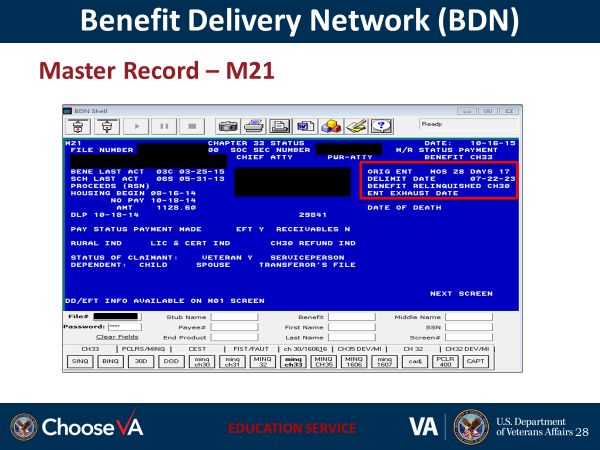 Benefit Delivery Network (BDN)
Master Record – M21
BDN Shell
Ready
M21 CHAPTER 33 STATUS DATE: 10-16-15
FILE NUMBER 00 SOC SEC NUMBER M/R STATUS PAYMENT
CHIEF ATTY PWR-ATTY BENEFIT CH33
BENE LAST ACT 03C 03-25-15 ORIG ENT MOS 28 DAYS 17
SCH LAST ACT 08S 05-31-13 DELIMIT DATE 07-22-23
PROCEEDS (RSN) BENEFIT RELINQUISHED CH30
HOUSING BEGIN 08-16-14 ENT EXHAUST DATE
NO PAY 10-18-14
AMT 1128.60 DATE OF DEATH
DLP 10-18-14 29841
PAY STATUS PAYMENT MADE EFT Y RECEIVABLES N
RURAL IND LIC & CERT IND CH30 REFUND IND
STATUS OF CLAIMANT: VETERAN Y SERVICEPERSON
DEPENDENT: CHILD SPOUSE TRANSFEROR'S FILE
NEXT SCREEN
DD/EFT INFO AVAILABLE ON M01 SCREEN
File# Stub Name Benefit Middle Name
Password: **** Payee# First Name SSN
Clear Fields End Product Last Name Screen#
CH33 PCLRS/MINQ CEST FIST/FAUT ch 30/1606|6 CH35 DEV/MI CH 32 CH32 DEV/MI
SINQ BINQ 30D DOD minq ch30 minq ch31 MINQ 32 minq ch33 MINQ CH35 MINQ 1606 minq 1607 cadj PCLR 400 CAPT
Choose VA
EDUCATION SERVICE
VA
U.S. Department
of Veterans Affairs 28